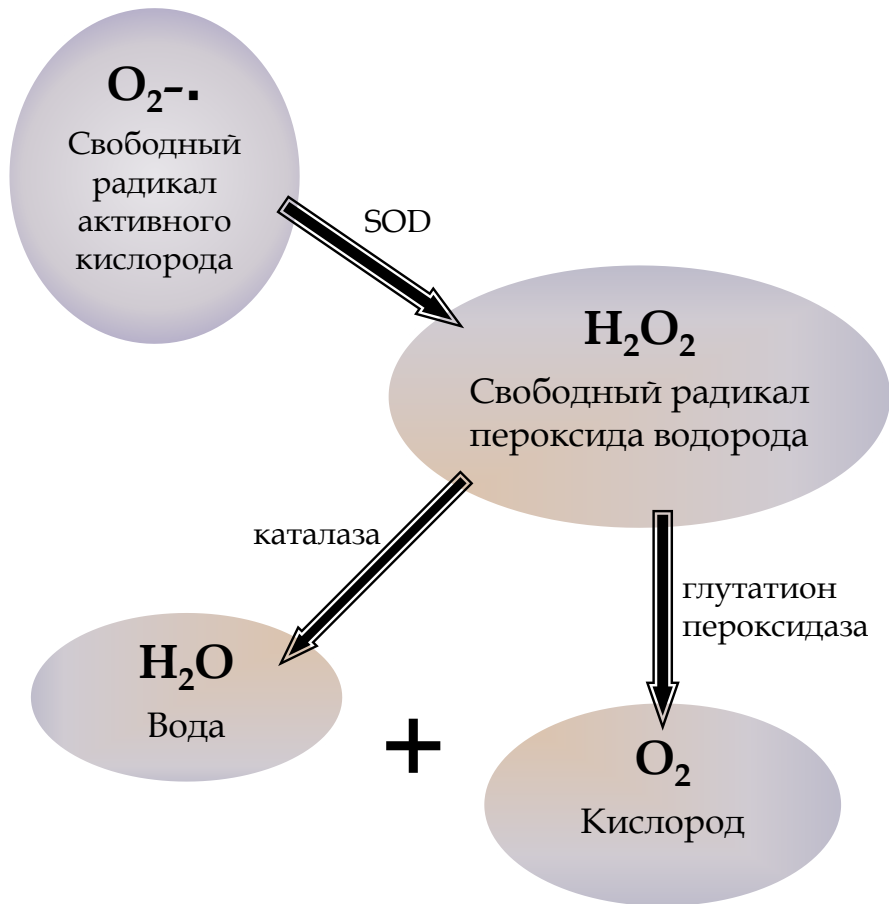 O₂-.
Свободный
радикал
активного
кислорода
SOD
H₂O₂
Свободный радикал
пероксида водорода
каталаза
глутатион
пероксидаза
H₂O
Вода
+
O₂
Кислород